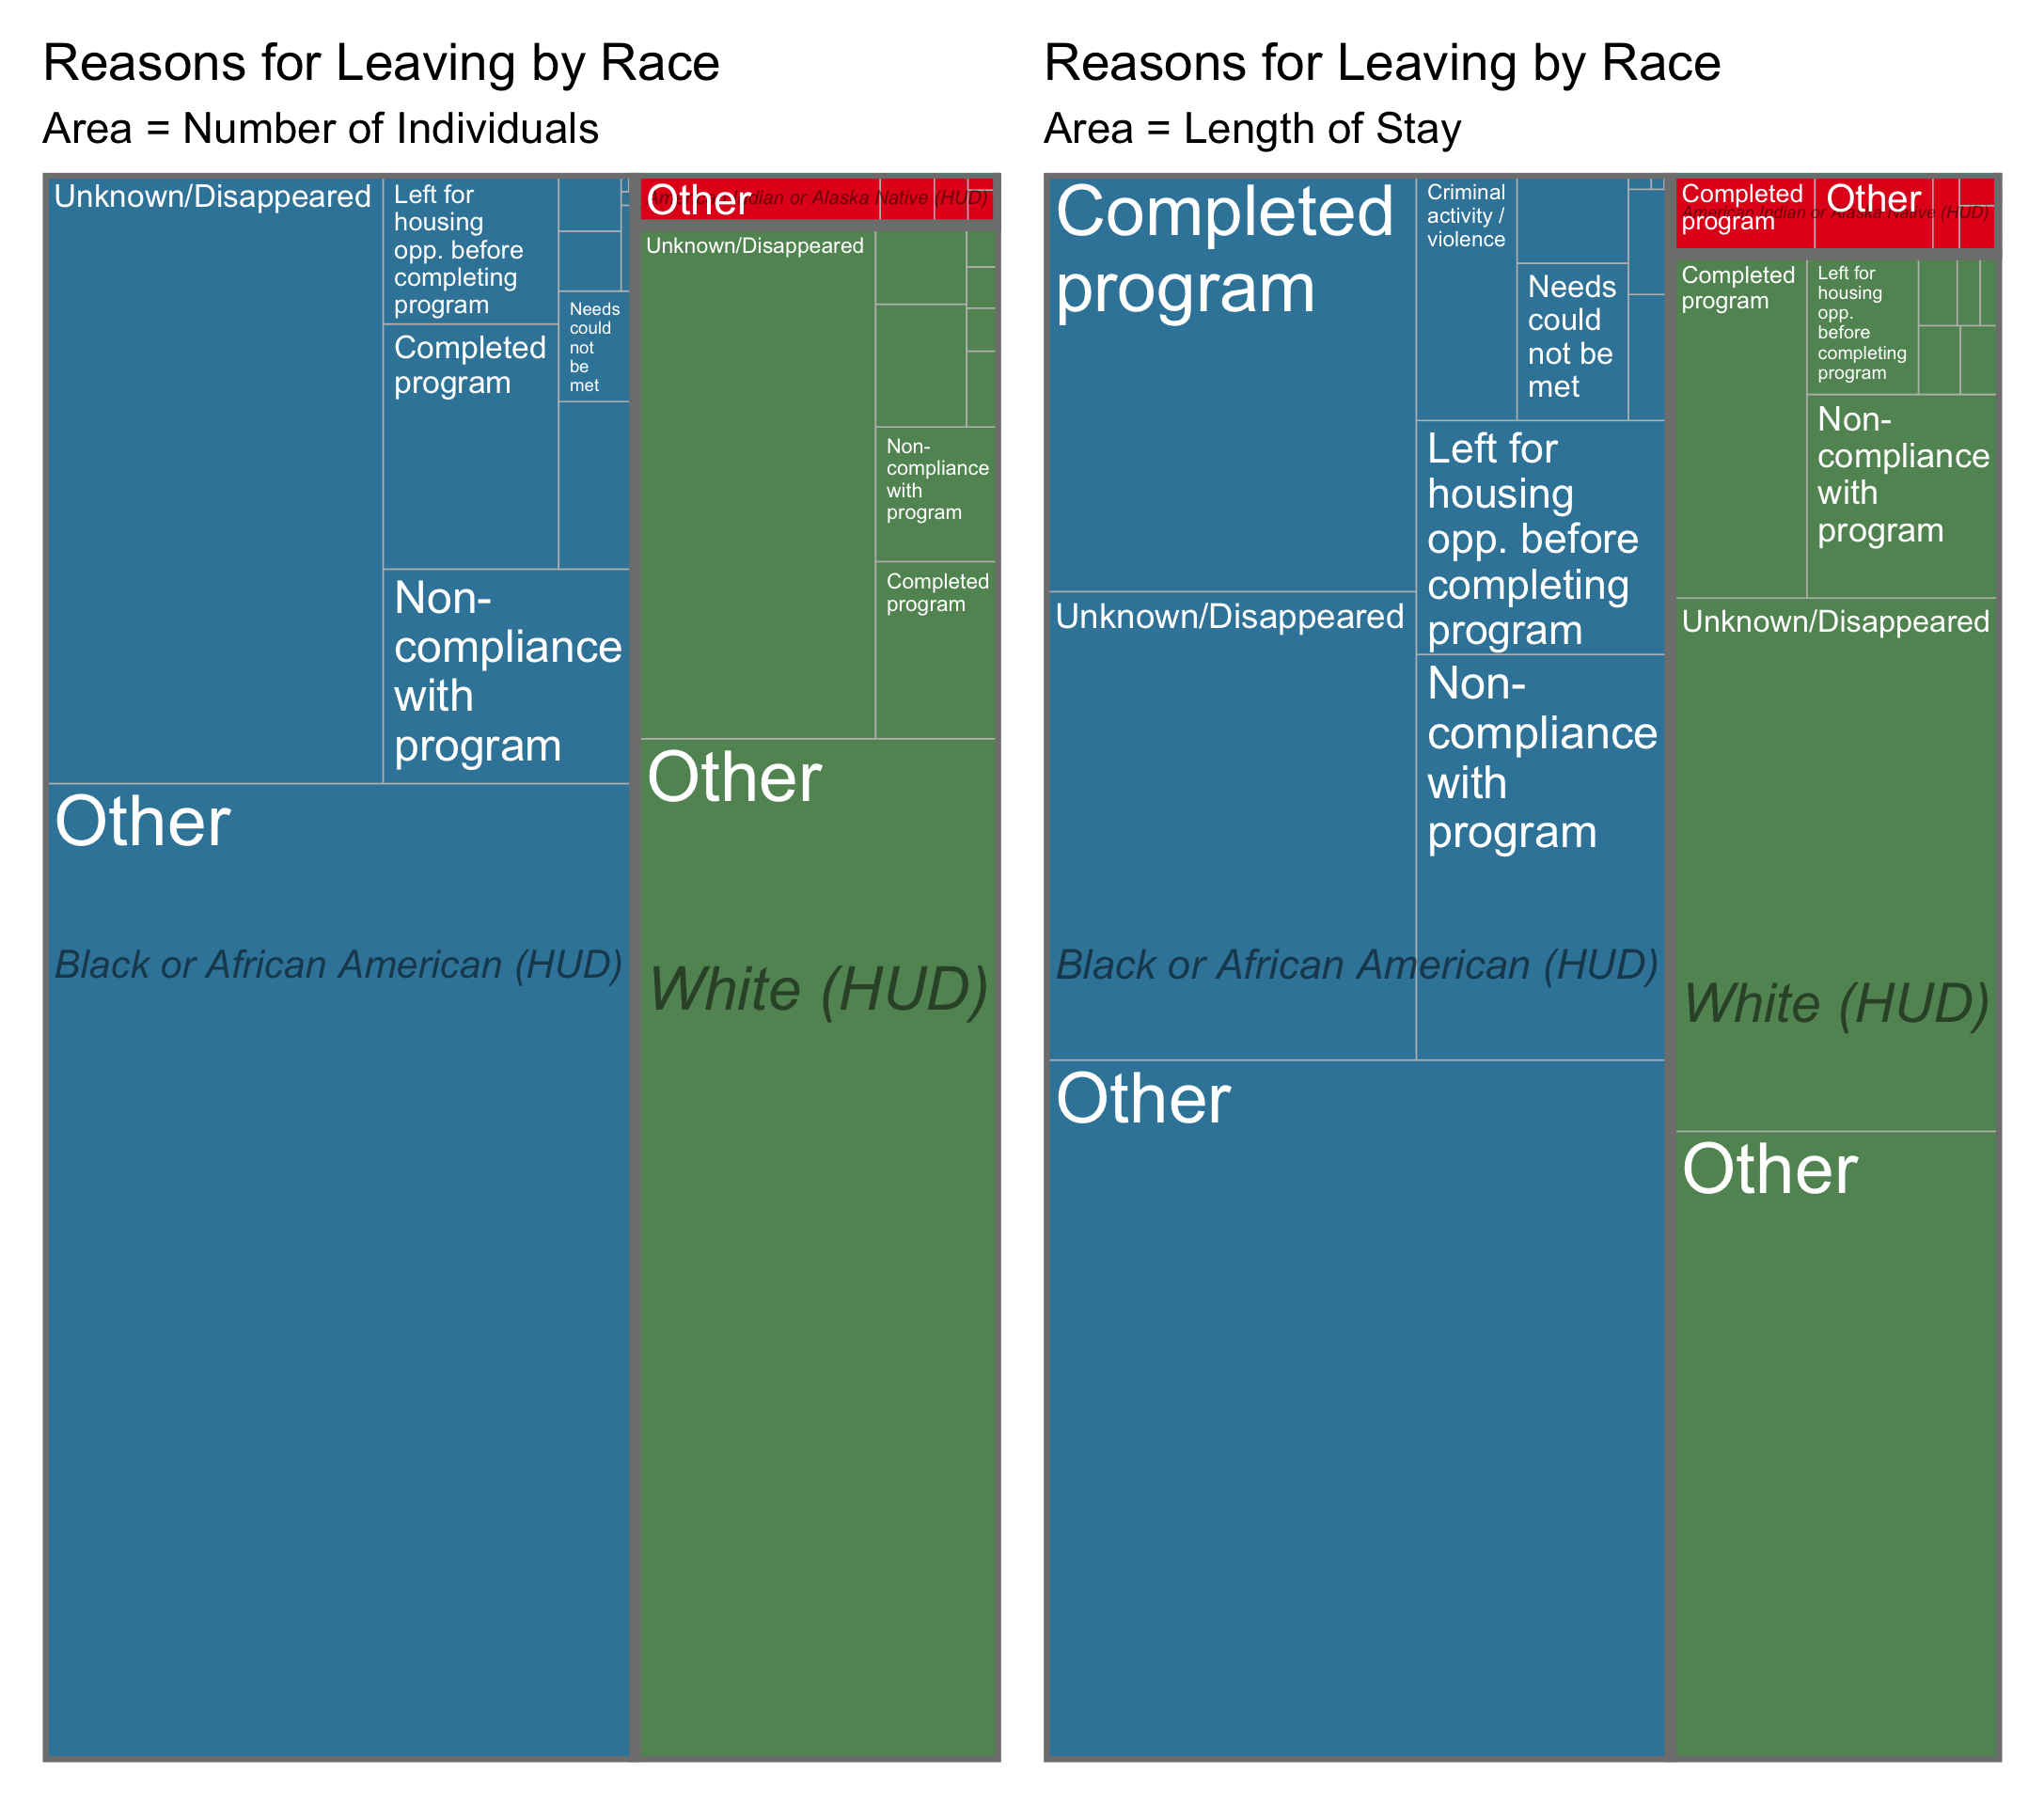 Reasons for Leaving by Race
Area = Number of Individuals
Unknown/Disappeared
Left for
housing
opp. before
completing
program
Completed
program
Needs
could
not
be
met
Non-
compliance
with
program
Other
Black or African American (HUD)
Other
American Indian or Alaska Native (HUD)
Unknown/Disappeared
Non-
compliance
with
program
Completed
program
Other
White (HUD)
Reasons for Leaving by Race
Area = Length of Stay
Completed
program
Criminal
activity /
violence
Needs
could
not be
met
Left for
housing
opp. before
completing
program
Unknown/Disappeared
Non-
compliance
with
program
Black or African American (HUD)
Other
Completed
program
Other
American Indian or Alaska Native (HUD)
Completed
program
Left for
housing
opp.
before
completing
program
Non-
compliance
with
program
Unknown/Disappeared
White (HUD)
Other